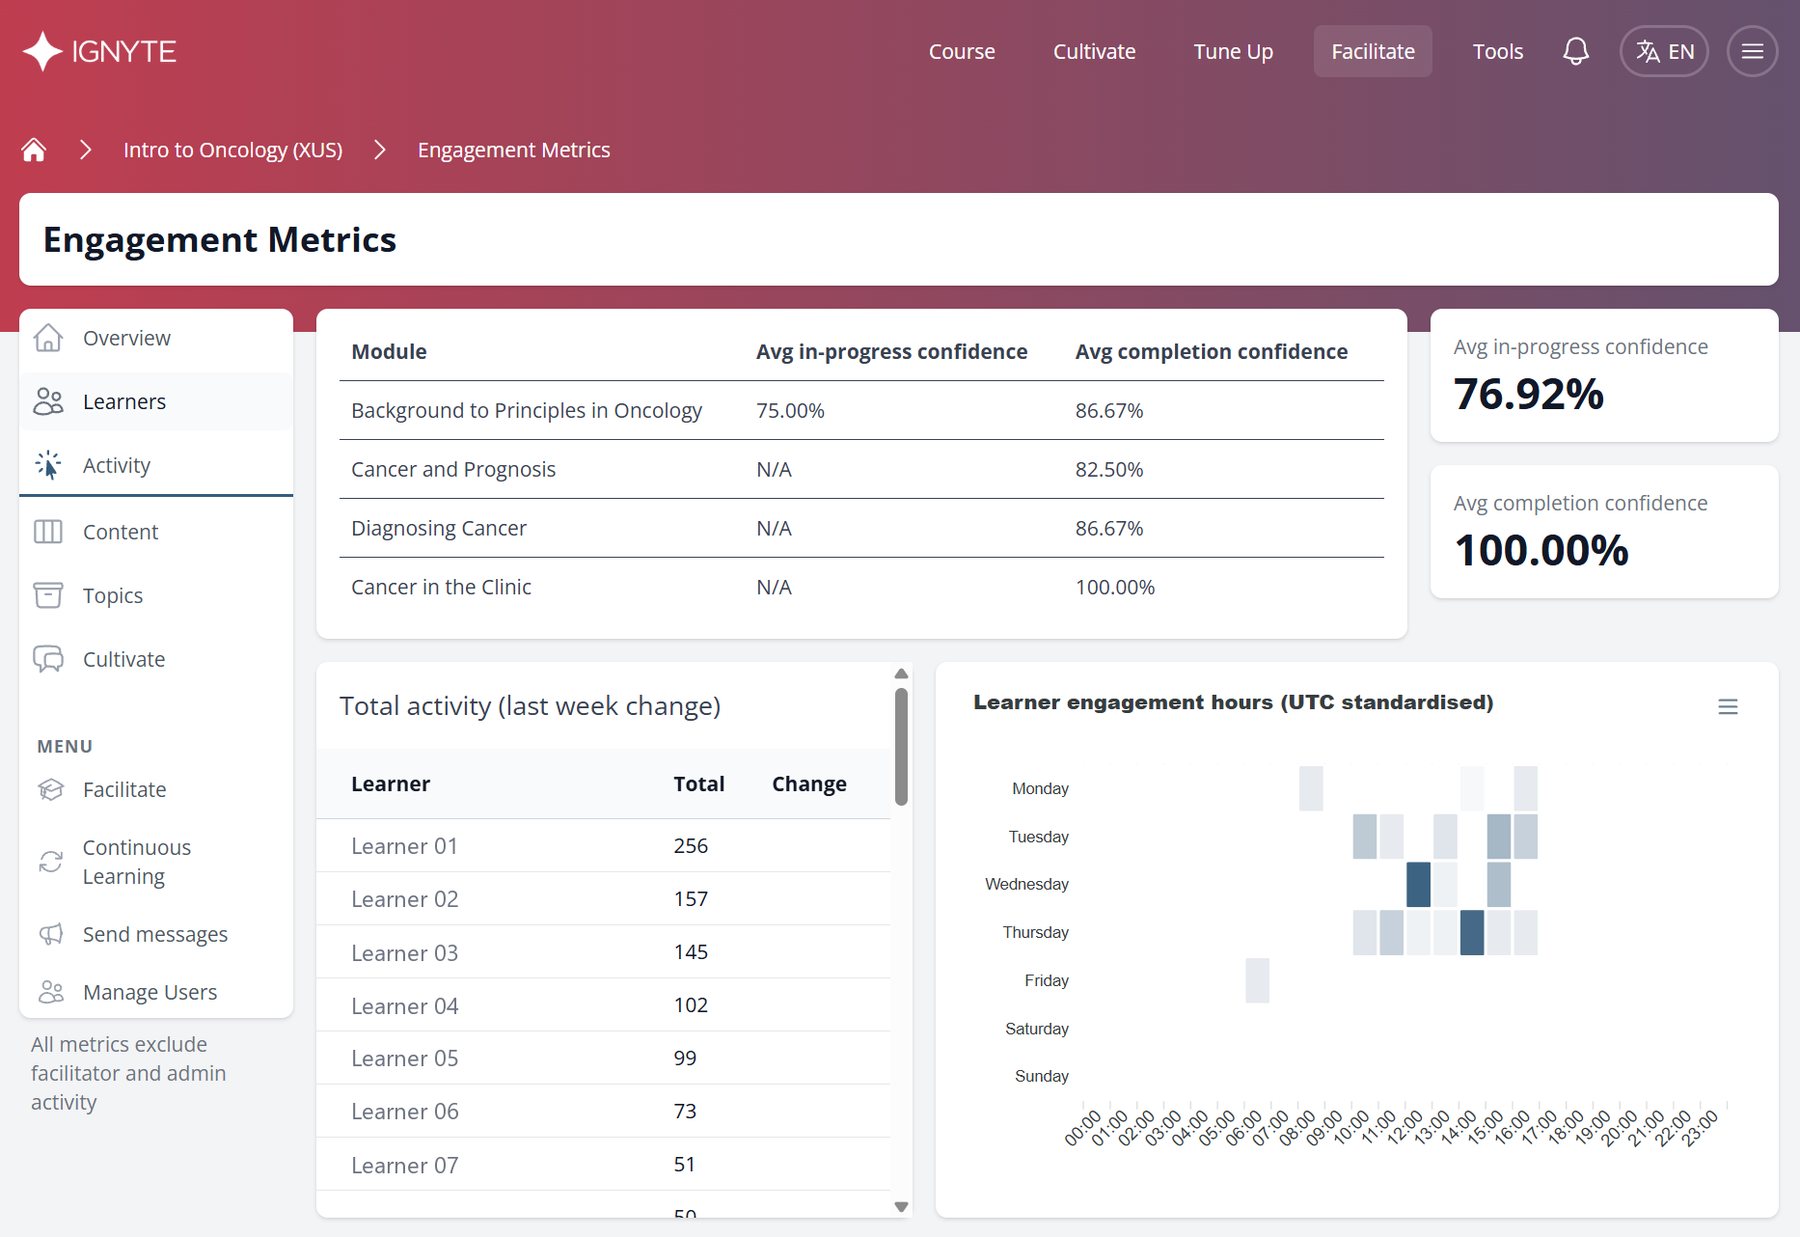 IGNYTE
Course
Cultivate
Tune Up
Facilitate
Tools
EN
Intro to Oncology (XUS)
Engagement Metrics
Engagement Metrics
Overview
Learners
Activity
Content
Topics
Cultivate
MENU
Facilitate
Continuous
Learning
Send messages
Manage Users
All metrics exclude
facilitator and admin
activity
Module Avg in-progress confidence Avg completion confidence
Background to Principles in Oncology 75.00% 86.67%
Cancer and Prognosis N/A 82.50%
Diagnosing Cancer N/A 86.67%
Cancer in the Clinic N/A 100.00%
Avg in-progress confidence
76.92%
Avg completion confidence
100.00%
Total activity (last week change)
Learner Total Change
Learner 01 256
Learner 02 157
Learner 03 145
Learner 04 102
Learner 05 99
Learner 06 73
Learner 07 51
50
Learner engagement hours (UTC standardised)
Monday
Tuesday
Wednesday
Thursday
Friday
Saturday
Sunday
00:00 01:00 02:00 03:00 04:00 05:00 06:00 07:00 08:00 09:00 10:00 11:00 12:00 13:00 14:00 15:00 16:00 17:00 18:00 19:00 20:00 21:00 22:00 23:00